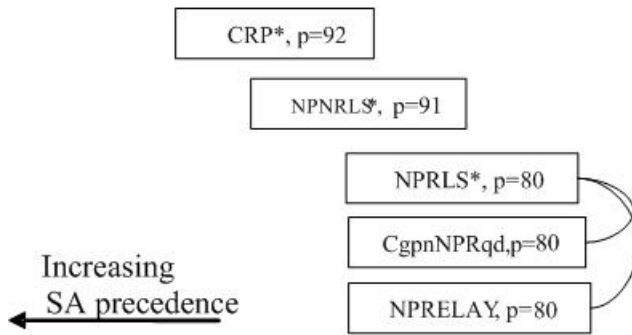 CRP*, p=92
NPNRLS*, p=91
NPRLS*, p=80
CgpnNPRqd,p=80
NPRELAY, p=80
Increasing
SA precedence